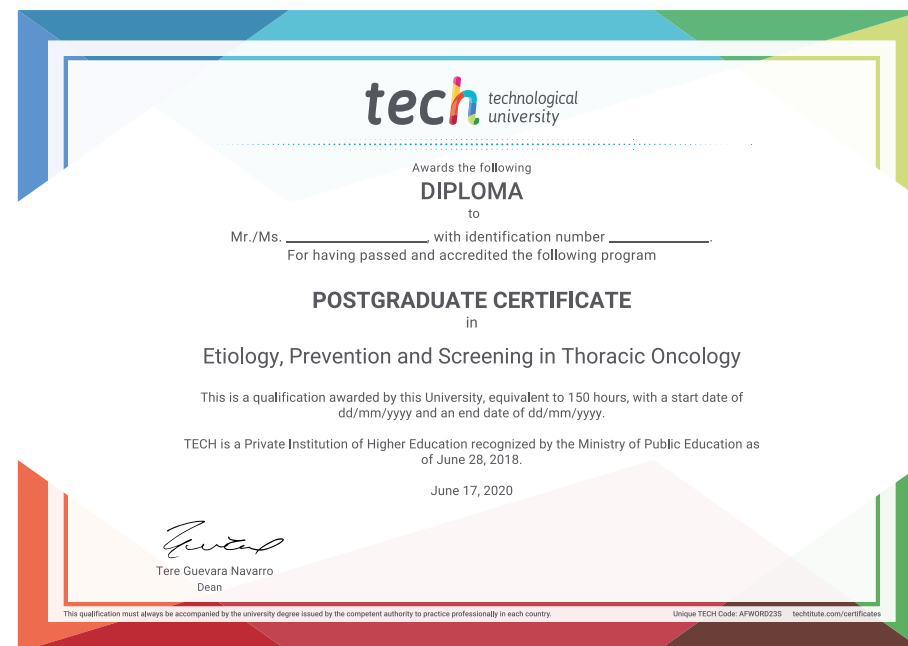 tech technological
university
Awards the following
DIPLOMA
to
Mr./Ms. ____________, with identification number ____________.
For having passed and accredited the following program
POSTGRADUATE CERTIFICATE
in
Etiology, Prevention and Screening in Thoracic Oncology
This is a qualification awarded by this University, equivalent to 150 hours, with a start date of
dd/mm/yyyy and an end date of dd/mm/yyyy.
TECH is a Private Institution of Higher Education recognized by the Ministry of Public Education as
of June 28, 2018.
June 17, 2020
Tere Guevara Navarro
Dean
This qualification must always be accompanied by the university degree issued by the competent authority to practice professionally in each country.
Unique TECH Code: AFWORD23S techtitute.com/certificates